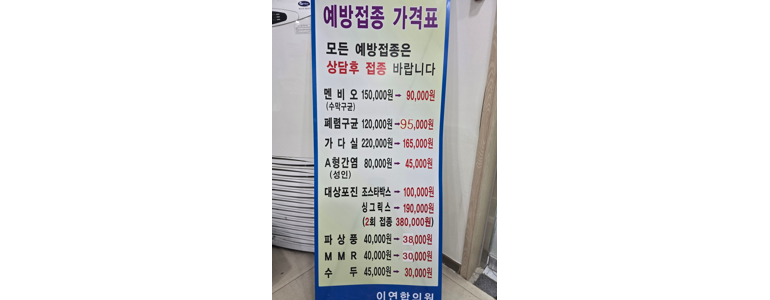 예방접종 가격표
모든 예방접종은
상담후 접종 바랍니다
멘비오 150,000원→ 90,000원
(수막구균)
폐렴구균 120,000원→95,000원
가다실 220,000원→ 165,000원
A형간염 80,000원→ 45,000원
(성인)
대상포진 조스타박스→ 100,000원
싱그릭스→ 190,000원
(2회 접종 380,000원)
파상풍 40,000원→ 38,000원
MMR 40,000원→ 30,000원
수두 45,000원→ 30,000원
이연합의원